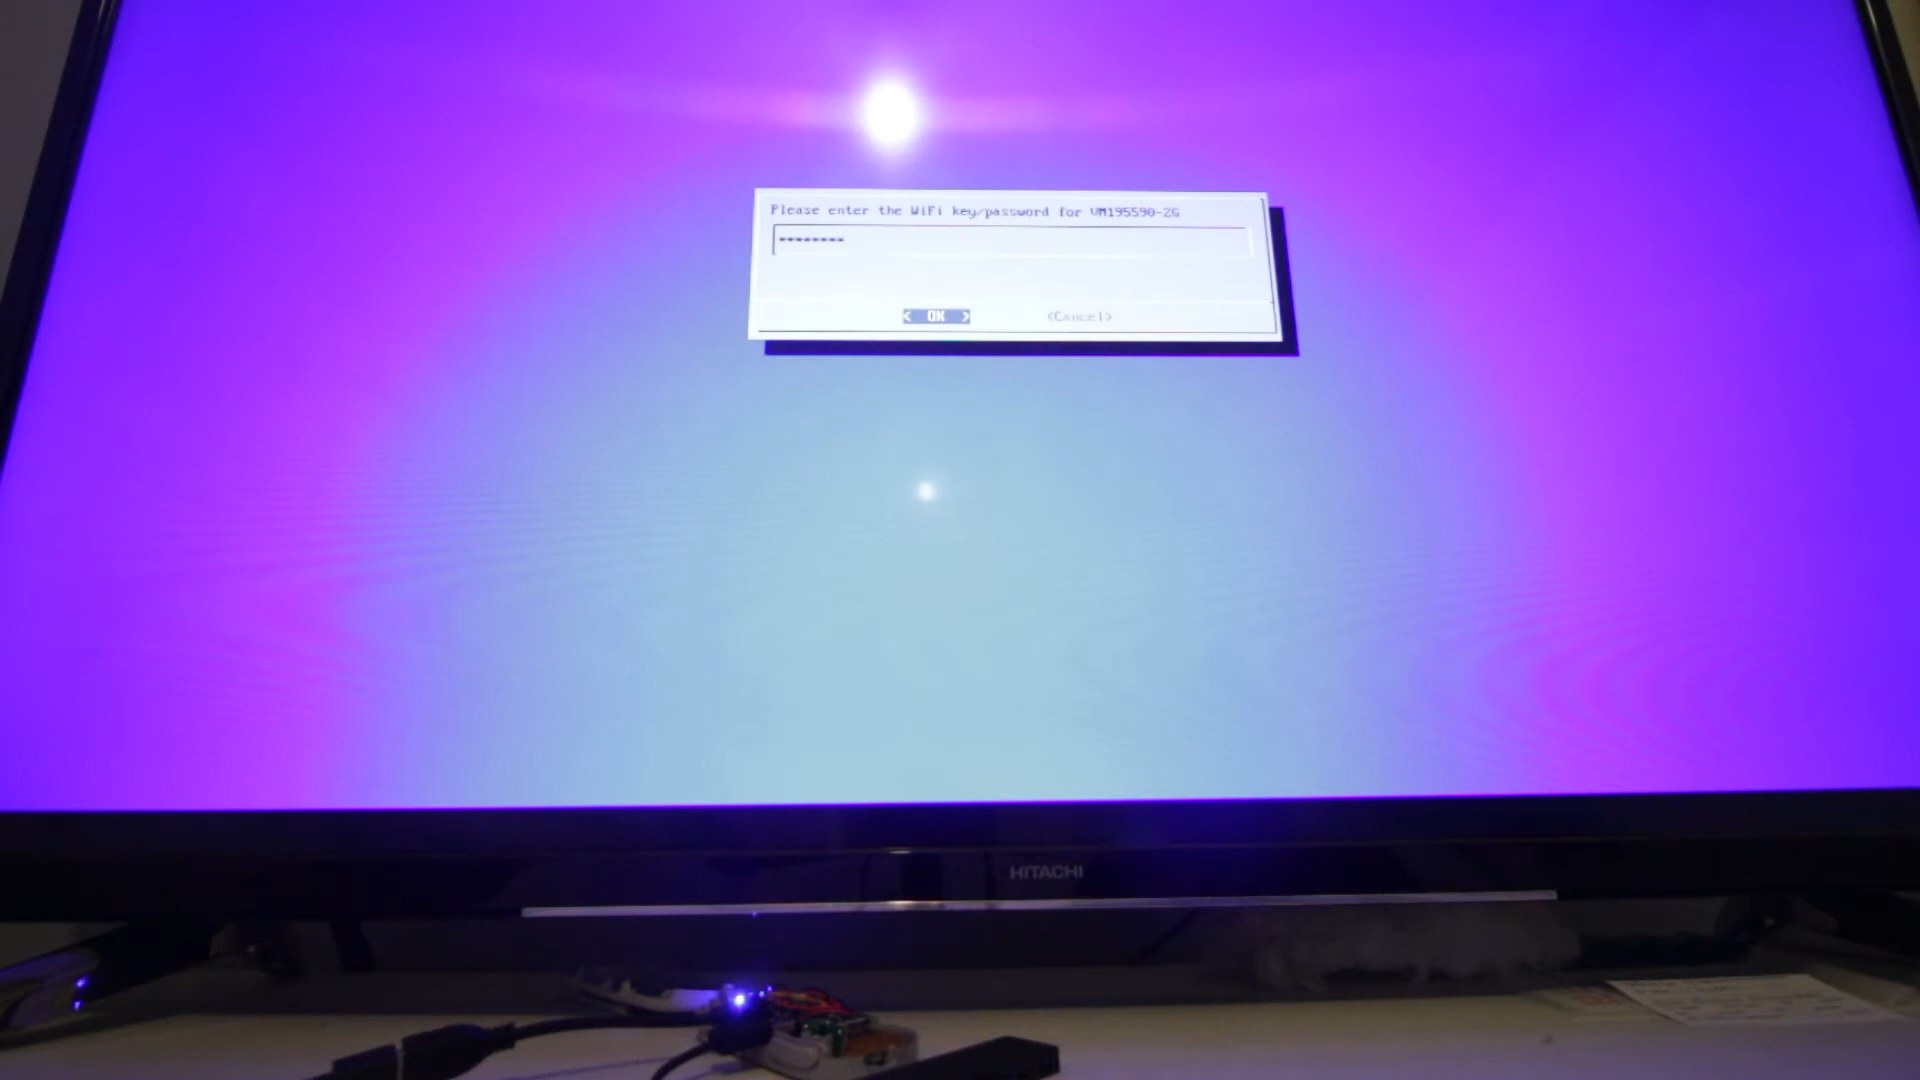 Please enter the WiFi key/password for VM195590-2G
********
< OK > <Cancel>
HITACHI